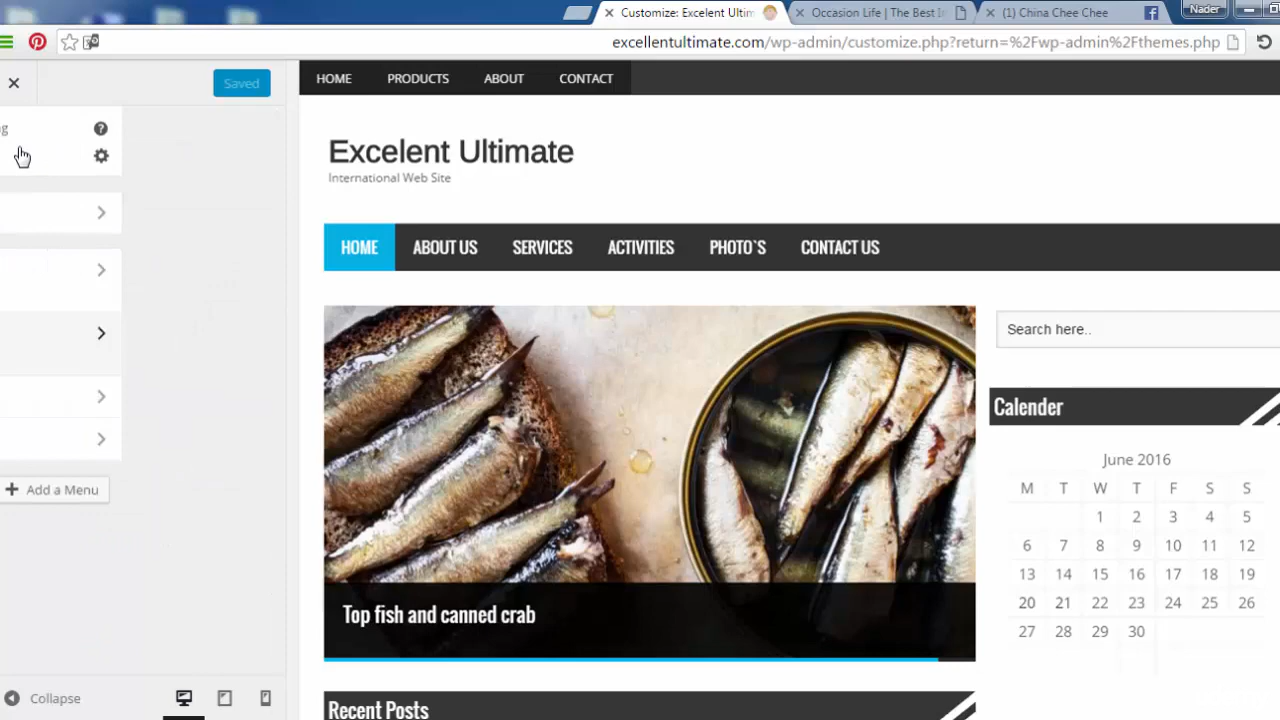 Customize: Excelent Ultim
Occasion Life | The Best I
(1) China Chee Chee
Nader
excellentultimate.com/wp-admin/customize.php?return=%2Fwp-admin%2Fthemes.php
Saved
HOME PRODUCTS ABOUT CONTACT
g
Excelent Ultimate
International Web Site
HOME ABOUT US SERVICES ACTIVITIES PHOTO`S CONTACT US
Search here..
Calender
June 2016
M T W T F S S
1 2 3 4 5
6 7 8 9 10 11 12
13 14 15 16 17 18 19
20 21 22 23 24 25 26
27 28 29 30
+ Add a Menu
Top fish and canned crab
Collapse
Recent Posts